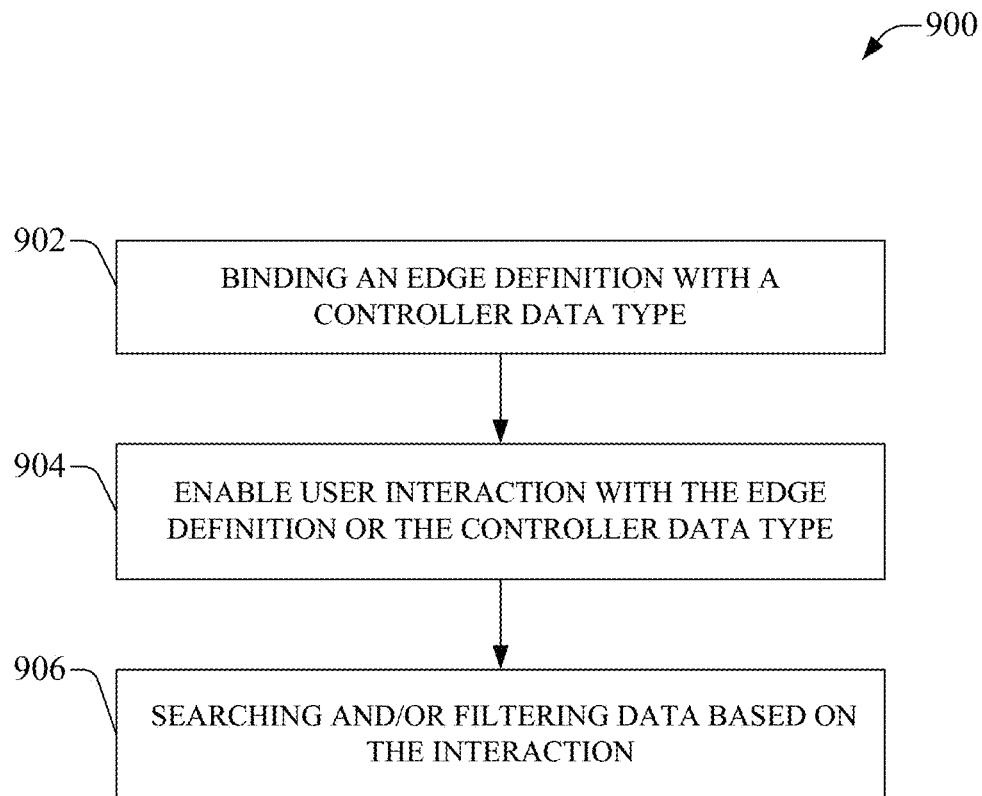 900
902
BINDING AN EDGE DEFINITION WITH A
CONTROLLER DATA TYPE
904
ENABLE USER INTERACTION WITH THE EDGE
DEFINITION OR THE CONTROLLER DATA TYPE
906
SEARCHING AND/OR FILTERING DATA BASED ON
THE INTERACTION